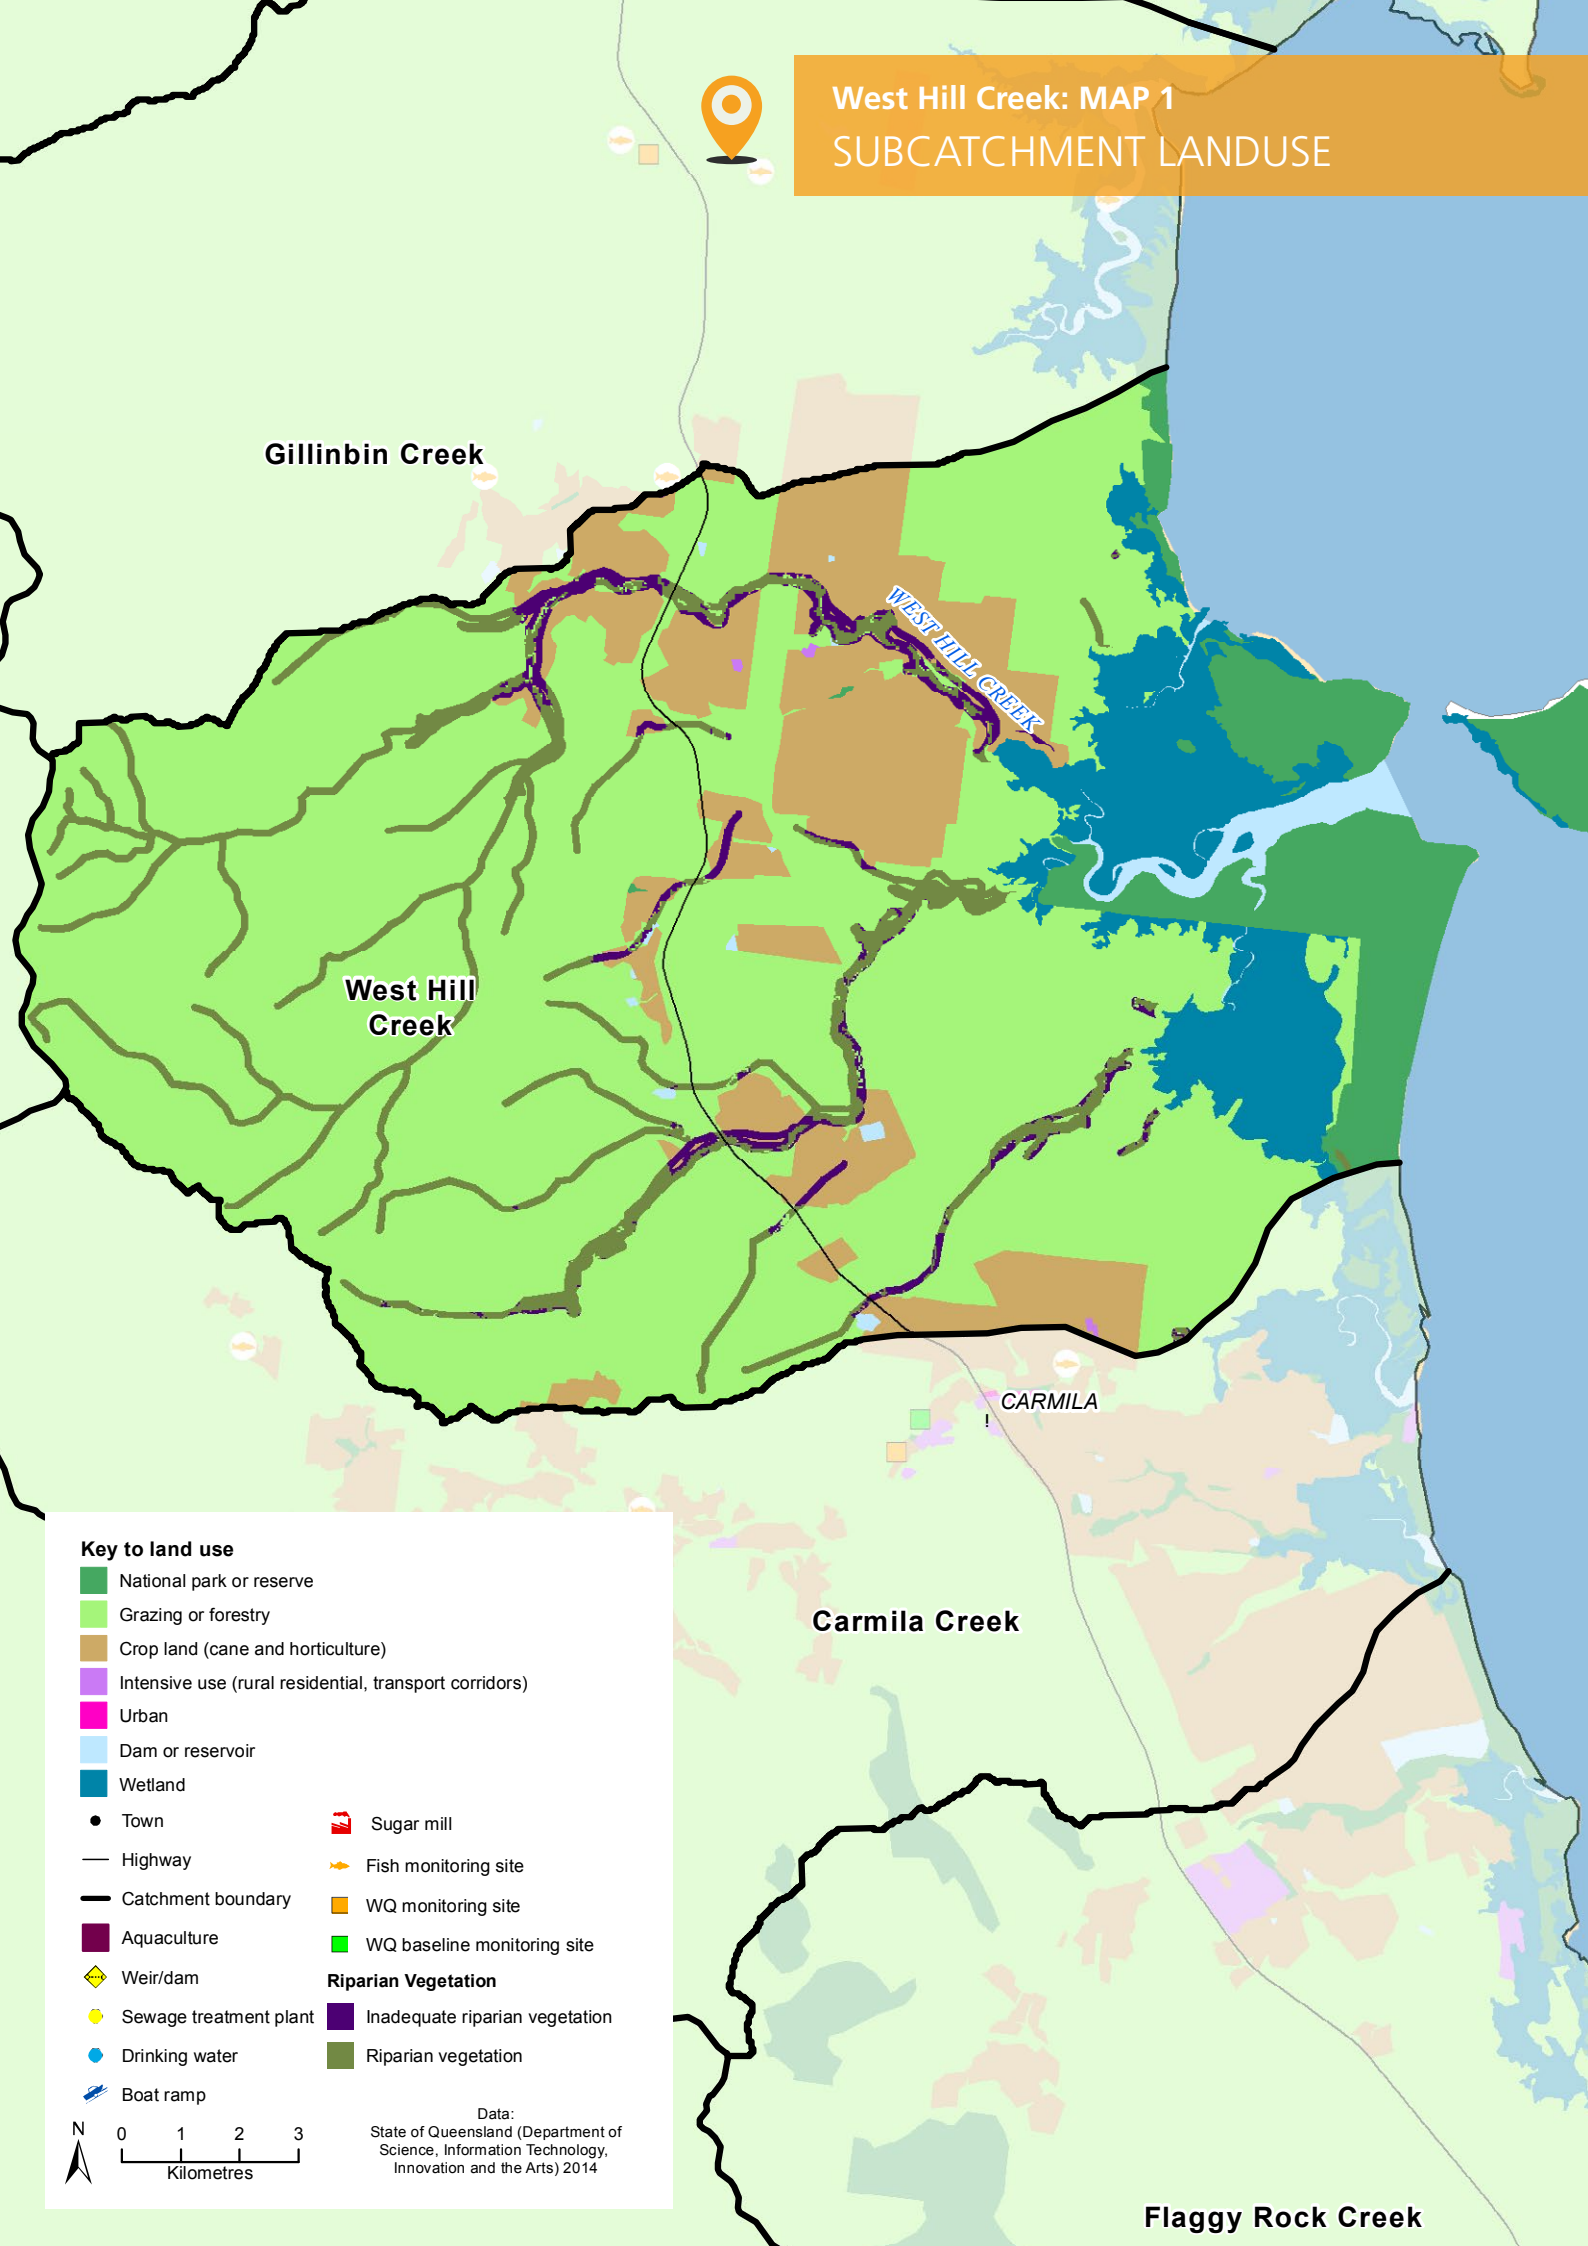 West Hill Creek: MAP 1
SUBCATCHMENT LANDUSE
Gillinbin Creek
WEST HILL CREEK
West Hill
Creek
CARMILA
!
Carmila Creek
Flaggy Rock Creek
Key to land use
National park or reserve
Grazing or forestry
Crop land (cane and horticulture)
Intensive use (rural residential, transport corridors)
Urban
Dam or reservoir
Wetland
Town
Highway
Catchment boundary
Aquaculture
Weir/dam
Sewage treatment plant
Drinking water
Boat ramp
Sugar mill
Fish monitoring site
WQ monitoring site
WQ baseline monitoring site
Riparian Vegetation
Inadequate riparian vegetation
Riparian vegetation
N
0 1 2 3
Kilometres
Data:
State of Queensland (Department of
Science, Information Technology,
Innovation and the Arts) 2014